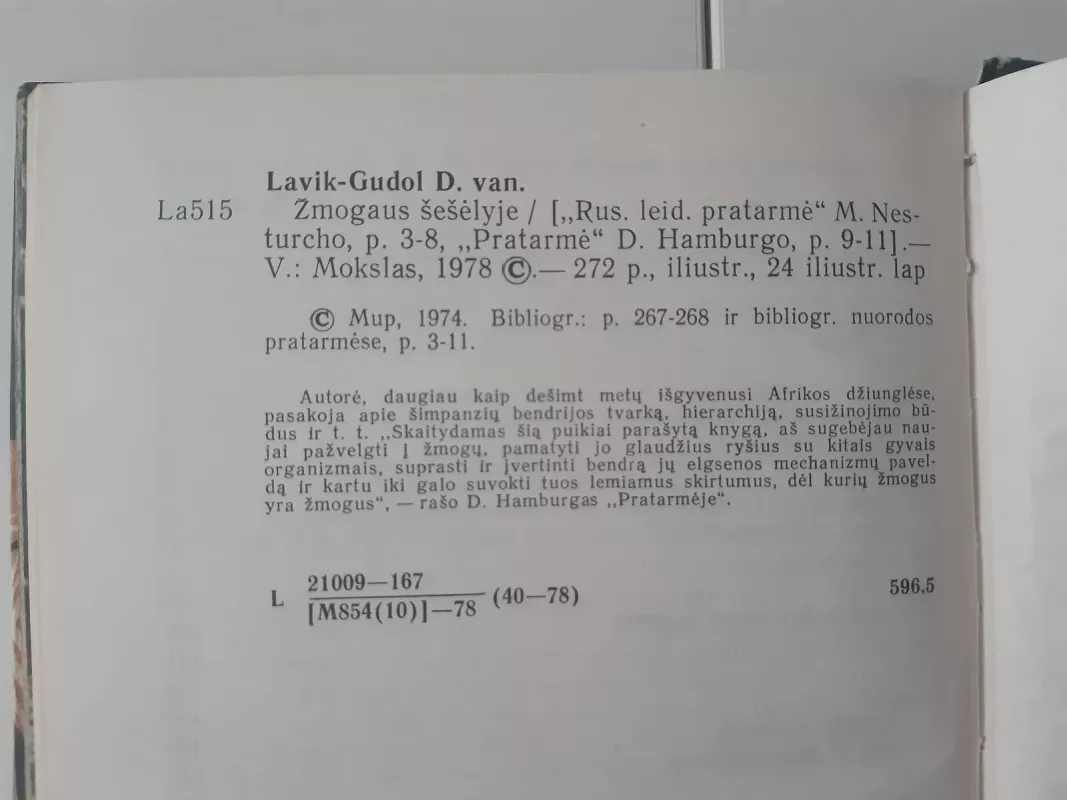 Lavik-Gudol D. van.
La515 Žmogaus šešėlyje / [„Rus. leid. pratarmė“ M. Nes-
turcho, p. 3-8, „Pratarmė“ D. Hamburgo, p. 9-11].—
V.: Mokslas, 1978 ©.— 272 p., iliustr., 24 iliustr. lap
© Mup, 1974. Bibliogr.: p. 267-268 ir bibliogr. nuorodos
pratarmėse, p. 3-11.
Autorė, daugiau kaip dešimt metų išgyvenusi Afrikos džiunglėse,
pasakoja apie šimpanzių bendrijos tvarką, hierarchiją, susižinojimo bū-
dus ir t. t. „Skaitydamas šią puikiai parašytą knygą, aš sugebėjau nau-
jai pažvelgti į žmogų, pamatyti jo glaudžius ryšius su kitais gyvais
organizmais, suprasti ir įvertinti bendrą jų elgsenos mechanizmų pavel-
dą ir kartu iki galo suvokti tuos lemiamus skirtumus, dėl kurių žmogus
yra žmogus“, — rašo D. Hamburgas „Pratarmėje“.
21009—167
L [M854(10)]—78 (40—78) 596.5